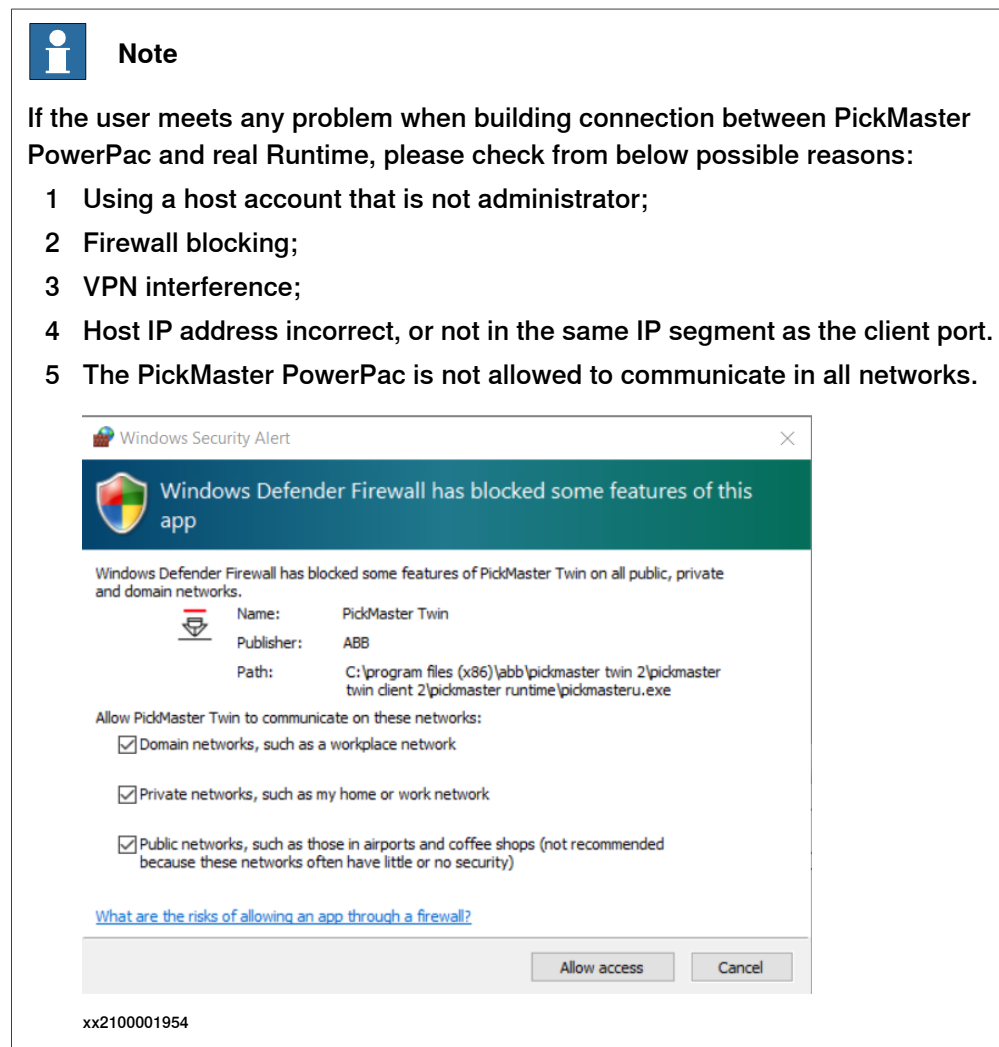 Note
If the user meets any problem when building connection between PickMaster
PowerPac and real Runtime, please check from below possible reasons:
1 Using a host account that is not administrator;
2 Firewall blocking;
3 VPN interference;
4 Host IP address incorrect, or not in the same IP segment as the client port.
5 The PickMaster PowerPac is not allowed to communicate in all networks.
Windows Security Alert
Windows Defender Firewall has blocked some features of this
app
Windows Defender Firewall has blocked some features of PickMaster Twin on all public, private
and domain networks.
Name: PickMaster Twin
Publisher: ABB
Path: C:\program files (x86)\abb\pickmaster twin 2\pickmaster
twin client 2\pickmaster runtime\pickmasteru.exe
Allow PickMaster Twin to communicate on these networks:
Domain networks, such as a workplace network
Private networks, such as my home or work network
Public networks, such as those in airports and coffee shops (not recommended
because these networks often have little or no security)
What are the risks of allowing an app through a firewall?
Allow access Cancel
xx2100001954